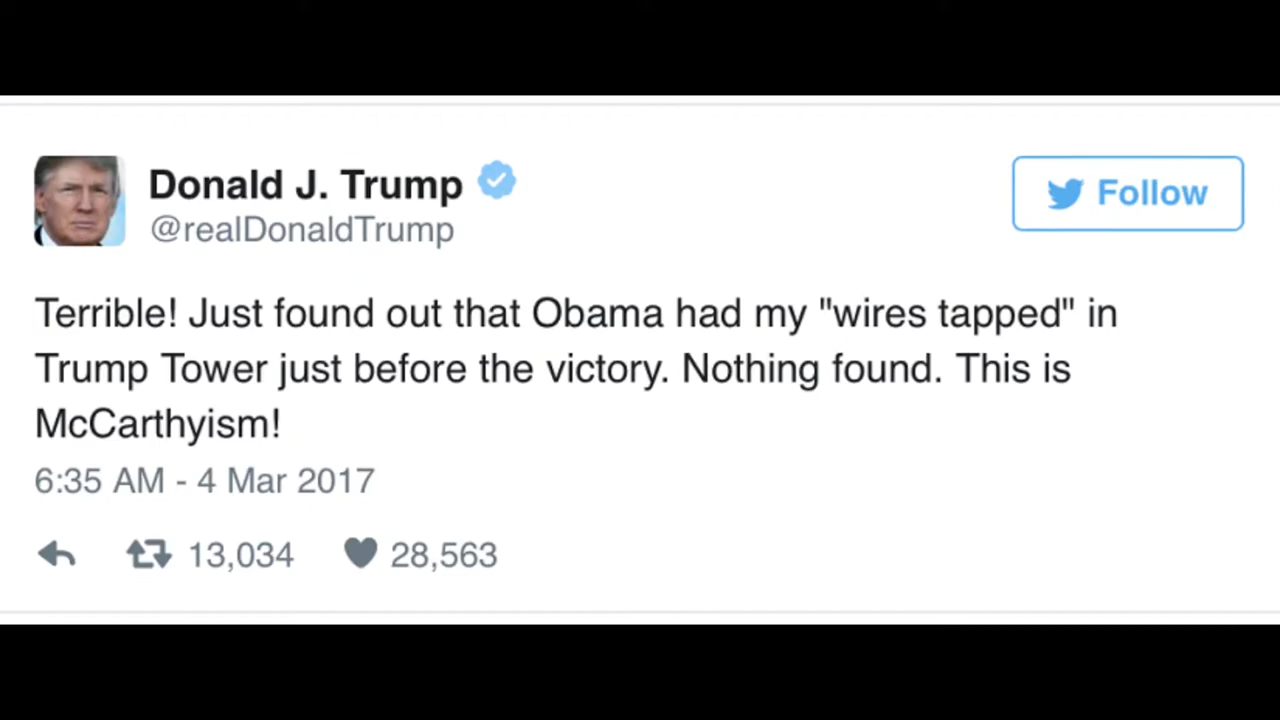 Donald J. Trump
@realDonaldTrump
Follow
Terrible! Just found out that Obama had my "wires tapped" in
Trump Tower just before the victory. Nothing found. This is
McCarthyism!
6:35 AM - 4 Mar 2017
13,034 28,563